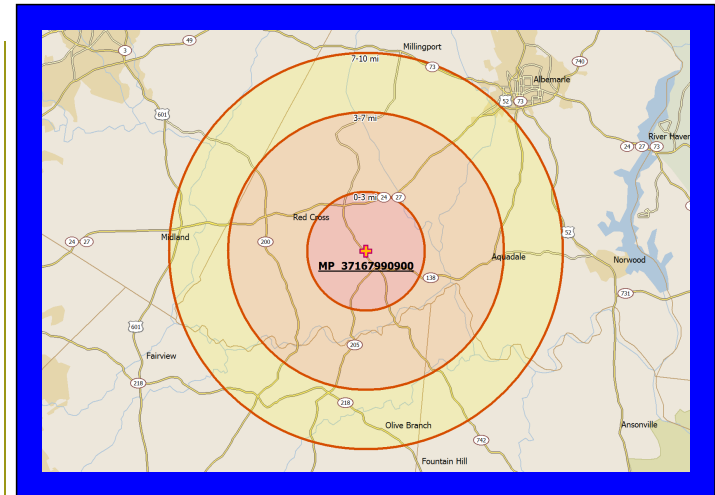 49
Millingport
3
7-10 mi
740
73
Albemarle
52 73
601
3-7 mi
River Haven
24 27 73
0-3 mi
24 27
Red Cross
52
Midland
24 27
200
Aquadale
Norwood
MP_37167990900
138
731
601
205
Fairview
218
218
Olive Branch
Ansonville
742
Fountain Hill